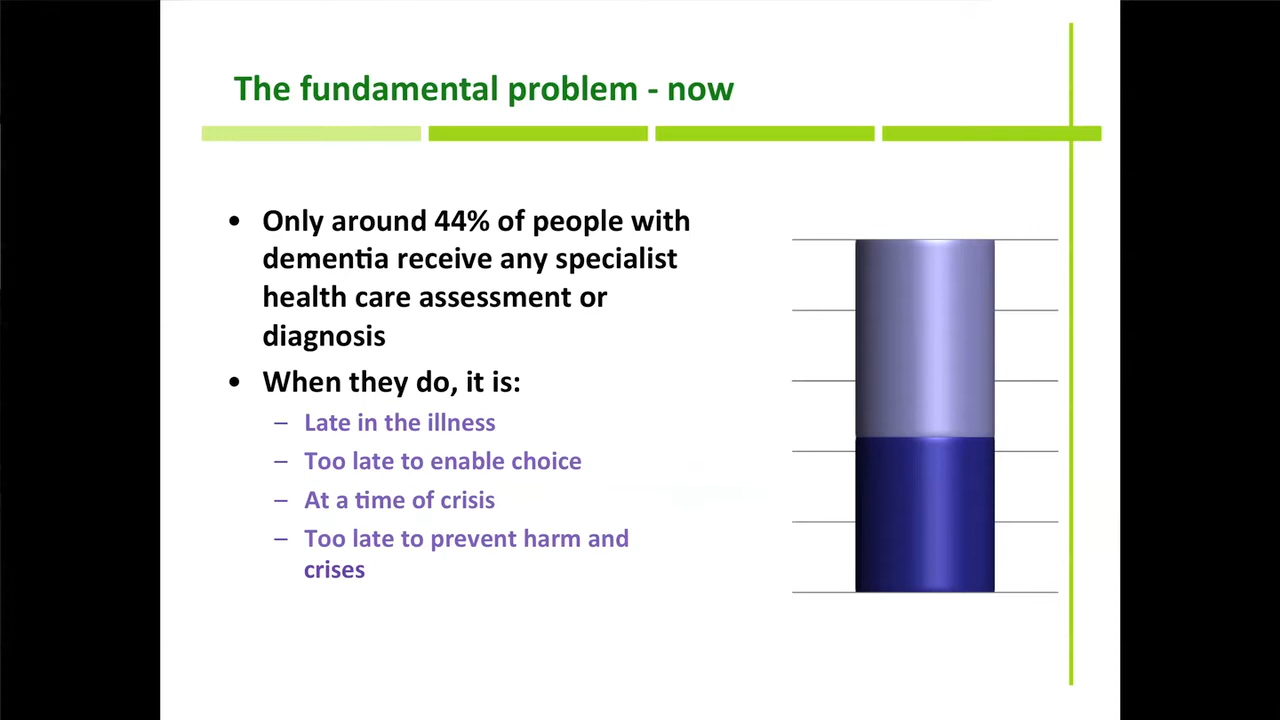 The fundamental problem - now
• Only around 44% of people with
dementia receive any specialist
health care assessment or
diagnosis
• When they do, it is:
– Late in the illness
– Too late to enable choice
– At a time of crisis
– Too late to prevent harm and
crises